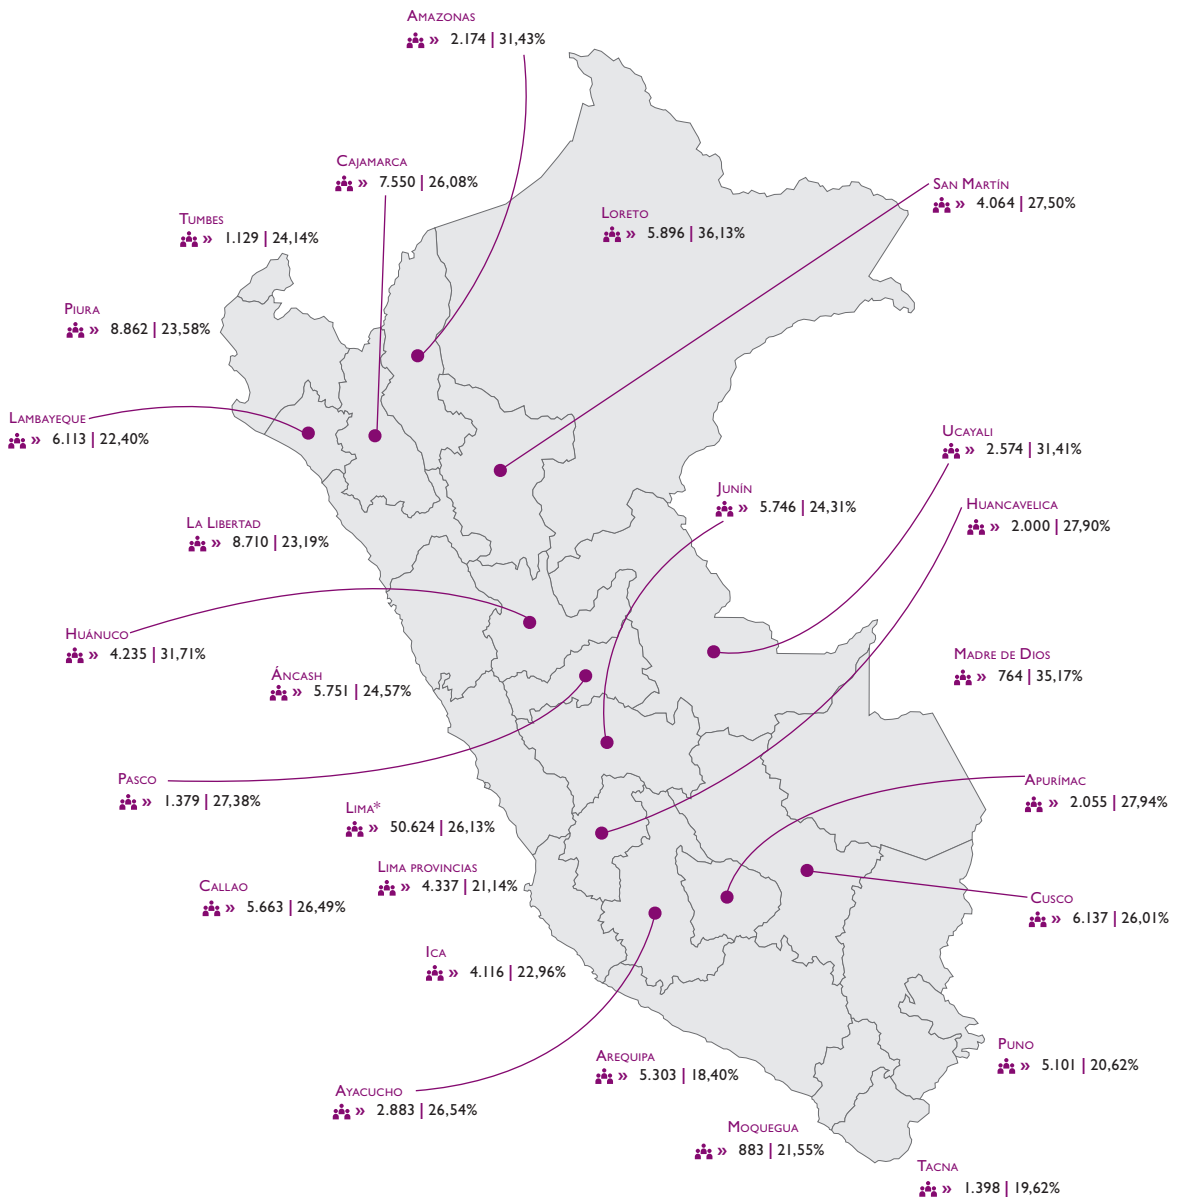 Amazonas
» 2.174 | 31,43%
Cajamarca
» 7.550 | 26,08%
San Martín
» 4.064 | 27,50%
Loreto
» 5.896 | 36,13%
Tumbes
» 1.129 | 24,14%
Piura
» 8.862 | 23,58%
Lambayeque
» 6.113 | 22,40%
Ucayali
» 2.574 | 31,41%
Junín
» 5.746 | 24,31%
Huancavelica
» 2.000 | 27,90%
La Libertad
» 8.710 | 23,19%
Huánuco
» 4.235 | 31,71%
Madre de Dios
» 764 | 35,17%
Áncash
» 5.751 | 24,57%
Pasco
» 1.379 | 27,38%
Apurímac
» 2.055 | 27,94%
Lima*
» 50.624 | 26,13%
Lima provincias
» 4.337 | 21,14%
Callao
» 5.663 | 26,49%
Cusco
» 6.137 | 26,01%
Ica
» 4.116 | 22,96%
Puno
» 5.101 | 20,62%
Arequipa
» 5.303 | 18,40%
Ayacucho
» 2.883 | 26,54%
Moquegua
» 883 | 21,55%
Tacna
» 1.398 | 19,62%